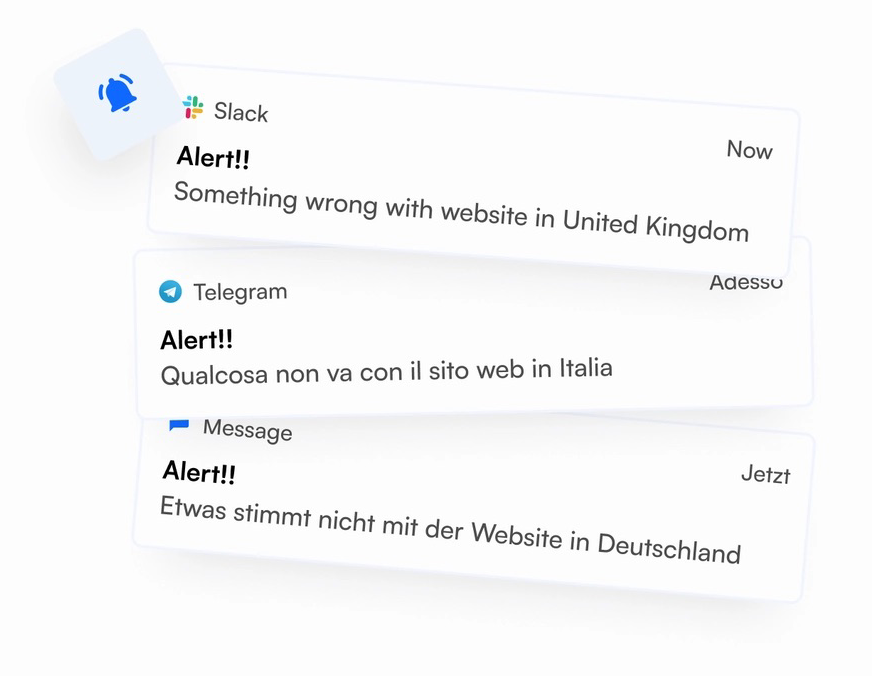 Slack
Now
Alert!!
Something wrong with website in United Kingdom
Telegram
Adesso
Alert!!
Qualcosa non va con il sito web in Italia
Message
Jetzt
Alert!!
Etwas stimmt nicht mit der Website in Deutschland